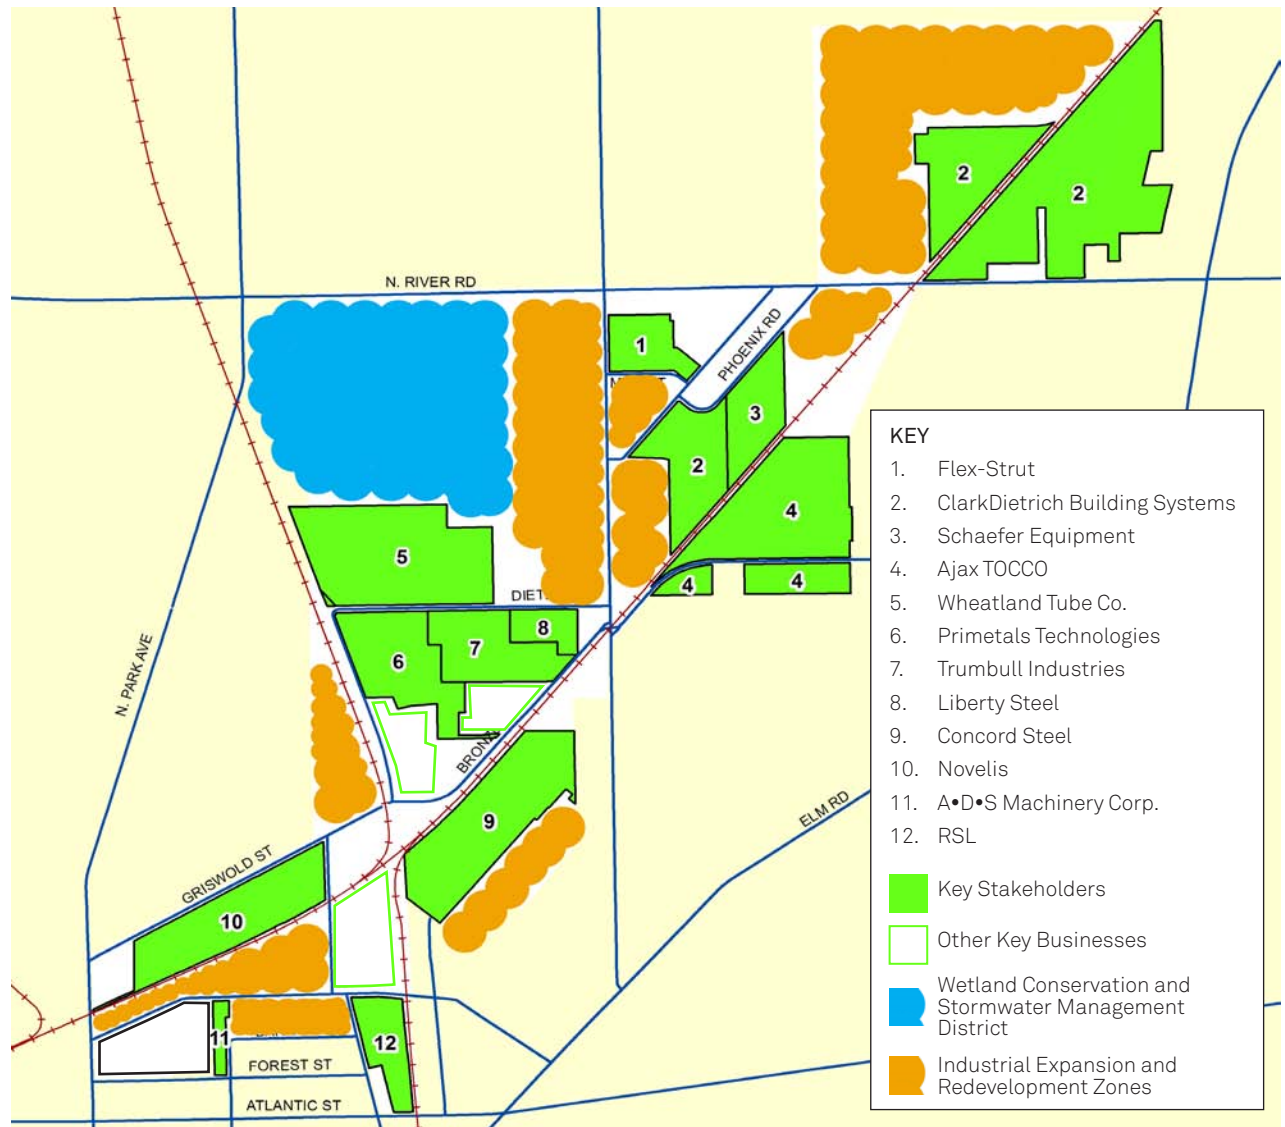 2
2
N. RIVER RD
1
PHOENIX RD
3
2
4
5
4
4
8
7
6
N. PARK AVE
9
ELM RD
GRISWOLD ST
10
11
12
FOREST ST
ATLANTIC ST
KEY
1. Flex-Strut
2. ClarkDietrich Building Systems
3. Schaefer Equipment
4. Ajax TOCCO
5. Wheatland Tube Co.
6. Primetals Technologies
7. Trumbull Industries
8. Liberty Steel
9. Concord Steel
10. Novelis
11. A•D•S Machinery Corp.
12. RSL
Key Stakeholders
Other Key Businesses
Wetland Conservation and
Stormwater Management
District
Industrial Expansion and
Redevelopment Zones